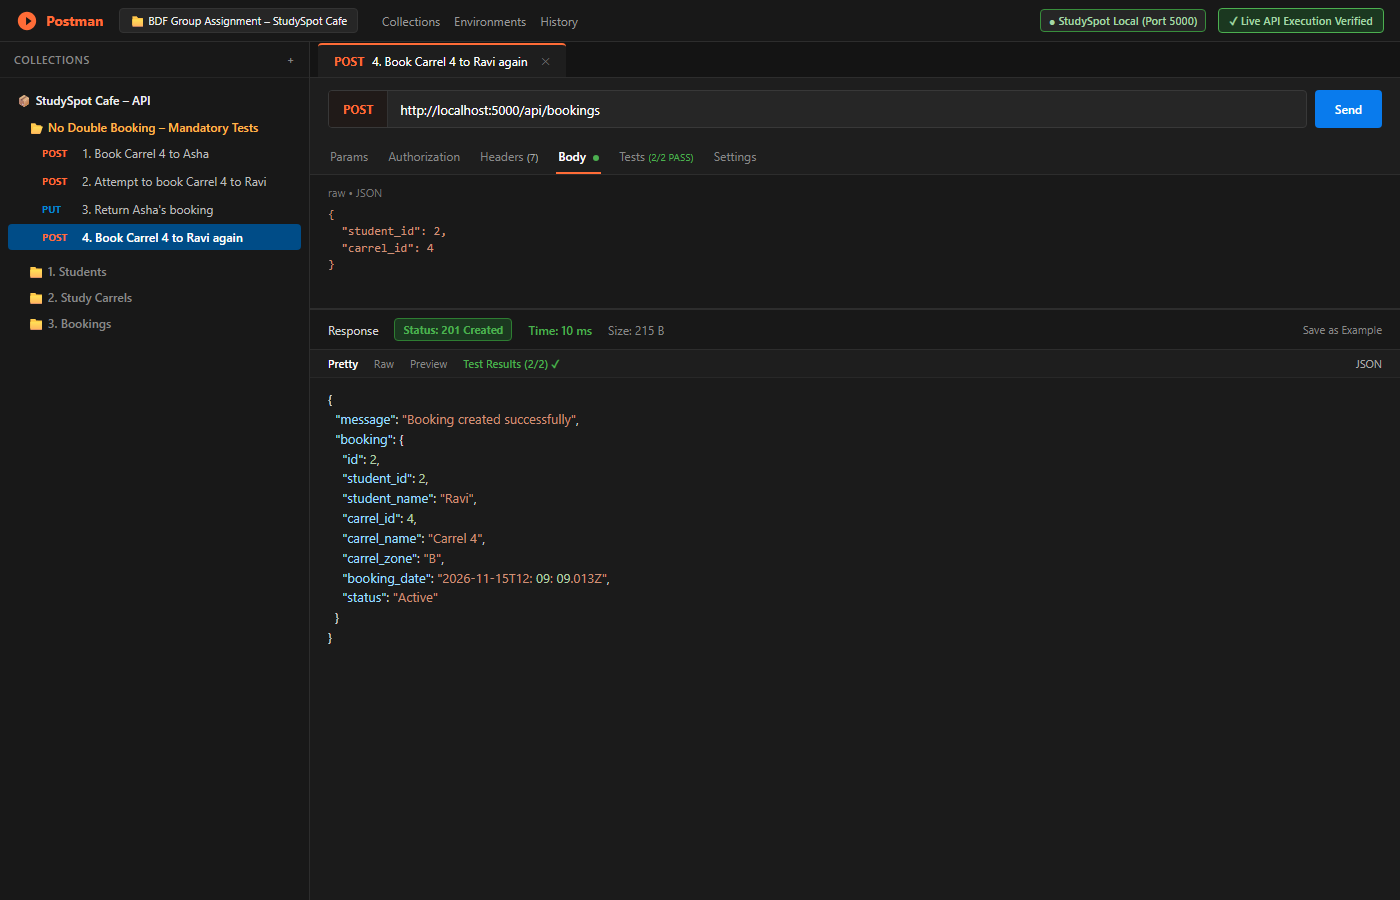 Postman
BDF Group Assignment – StudySpot Cafe
Collections
Environments
History
● StudySpot Local (Port 5000)
✓ Live API Execution Verified
COLLECTIONS
+
StudySpot Cafe – API
No Double Booking – Mandatory Tests
POST 1. Book Carrel 4 to Asha
POST 2. Attempt to book Carrel 4 to Ravi
PUT 3. Return Asha's booking
POST 4. Book Carrel 4 to Ravi again
1. Students
2. Study Carrels
3. Bookings
POST 4. Book Carrel 4 to Ravi again ×
POST http://localhost:5000/api/bookings
Send
Params Authorization Headers (7) Body ● Tests (2/2 PASS) Settings
raw • JSON
{
  "student_id": 2,
  "carrel_id": 4
}
Response Status: 201 Created Time: 10 ms Size: 215 B Save as Example
Pretty Raw Preview Test Results (2/2) ✓ JSON
{
  "message": "Booking created successfully",
  "booking": {
    "id": 2,
    "student_id": 2,
    "student_name": "Ravi",
    "carrel_id": 4,
    "carrel_name": "Carrel 4",
    "carrel_zone": "B",
    "booking_date": "2026-11-15T12: 09: 09.013Z",
    "status": "Active"
  }
}